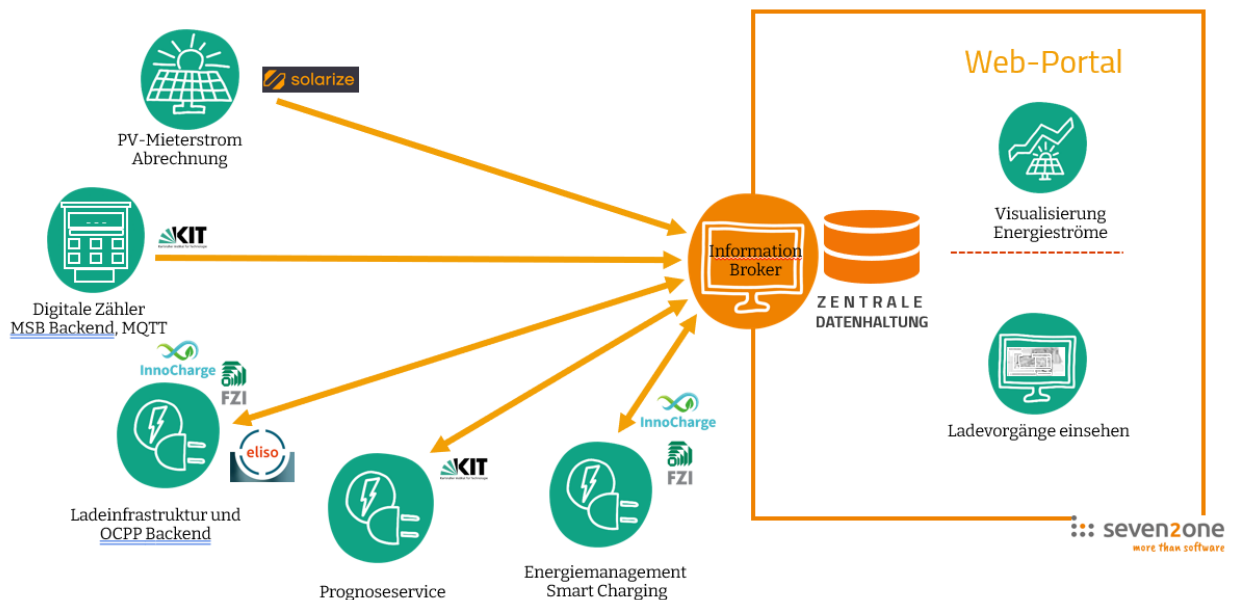 solarize
PV-Mieterstrom
Abrechnung
KIT
Digitale Zähler
MSB Backend, MQTT
InnoCharge
FZI
eliso
Ladeinfrastruktur und
OCPP Backend
KIT
Prognoseservice
InnoCharge
FZI
Energiemanagement
Smart Charging
Information
Broker
ZENTRALE
DATENHALTUNG
Web-Portal
Visualisierung
Energieströme
Ladevorgänge einsehen
seven2one
more than software